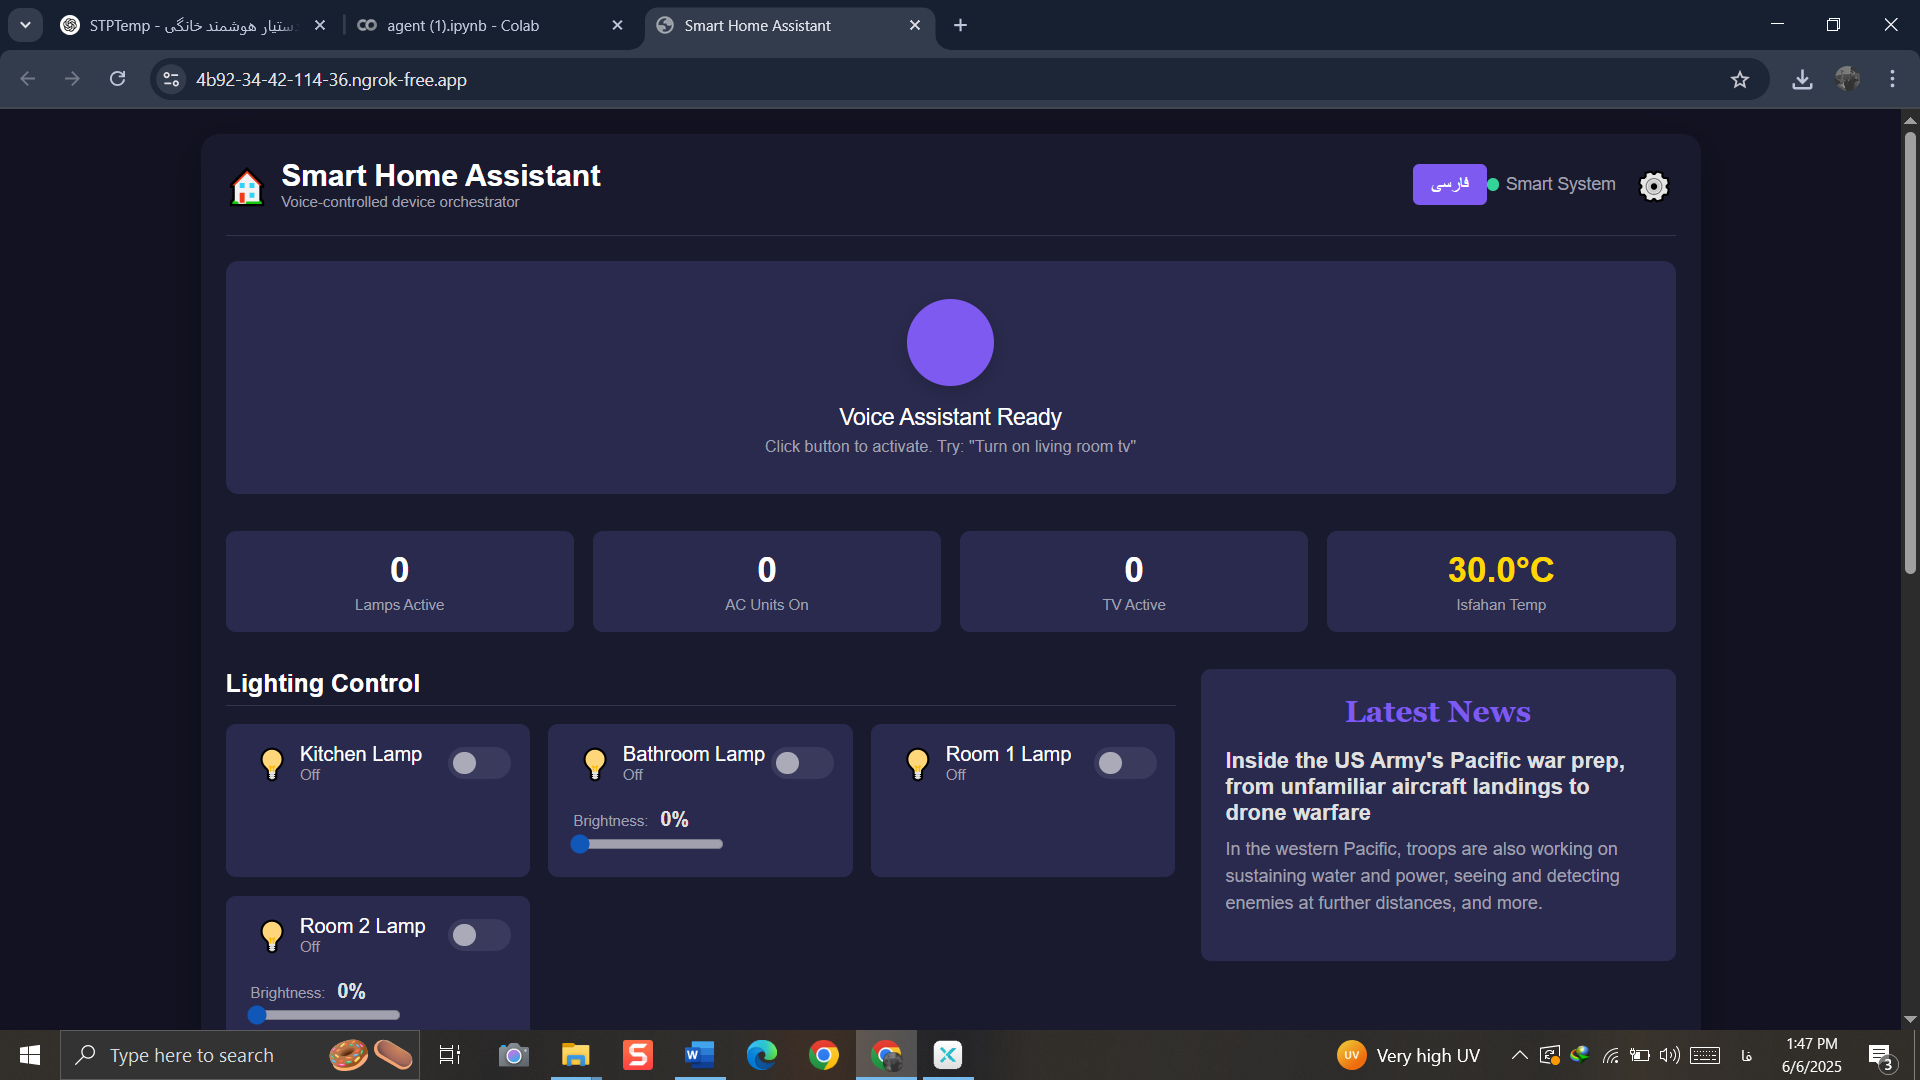 STPTemp - دستیار هوشمند خانگی
agent (1).ipynb - Colab
Smart Home Assistant
4b92-34-42-114-36.ngrok-free.app
Smart Home Assistant
Voice-controlled device orchestrator
فارسی
Smart System
Voice Assistant Ready
Click button to activate. Try: "Turn on living room tv"
0
Lamps Active
0
AC Units On
0
TV Active
30.0°C
Isfahan Temp
Lighting Control
Kitchen Lamp
Off
Bathroom Lamp
Off
Brightness: 0%
Room 1 Lamp
Off
Room 2 Lamp
Off
Brightness: 0%
Latest News
Inside the US Army's Pacific war prep,
from unfamiliar aircraft landings to
drone warfare
In the western Pacific, troops are also working on
sustaining water and power, seeing and detecting
enemies at further distances, and more.
Type here to search
UV
Very high UV
فا
1:47 PM
6/6/2025
3